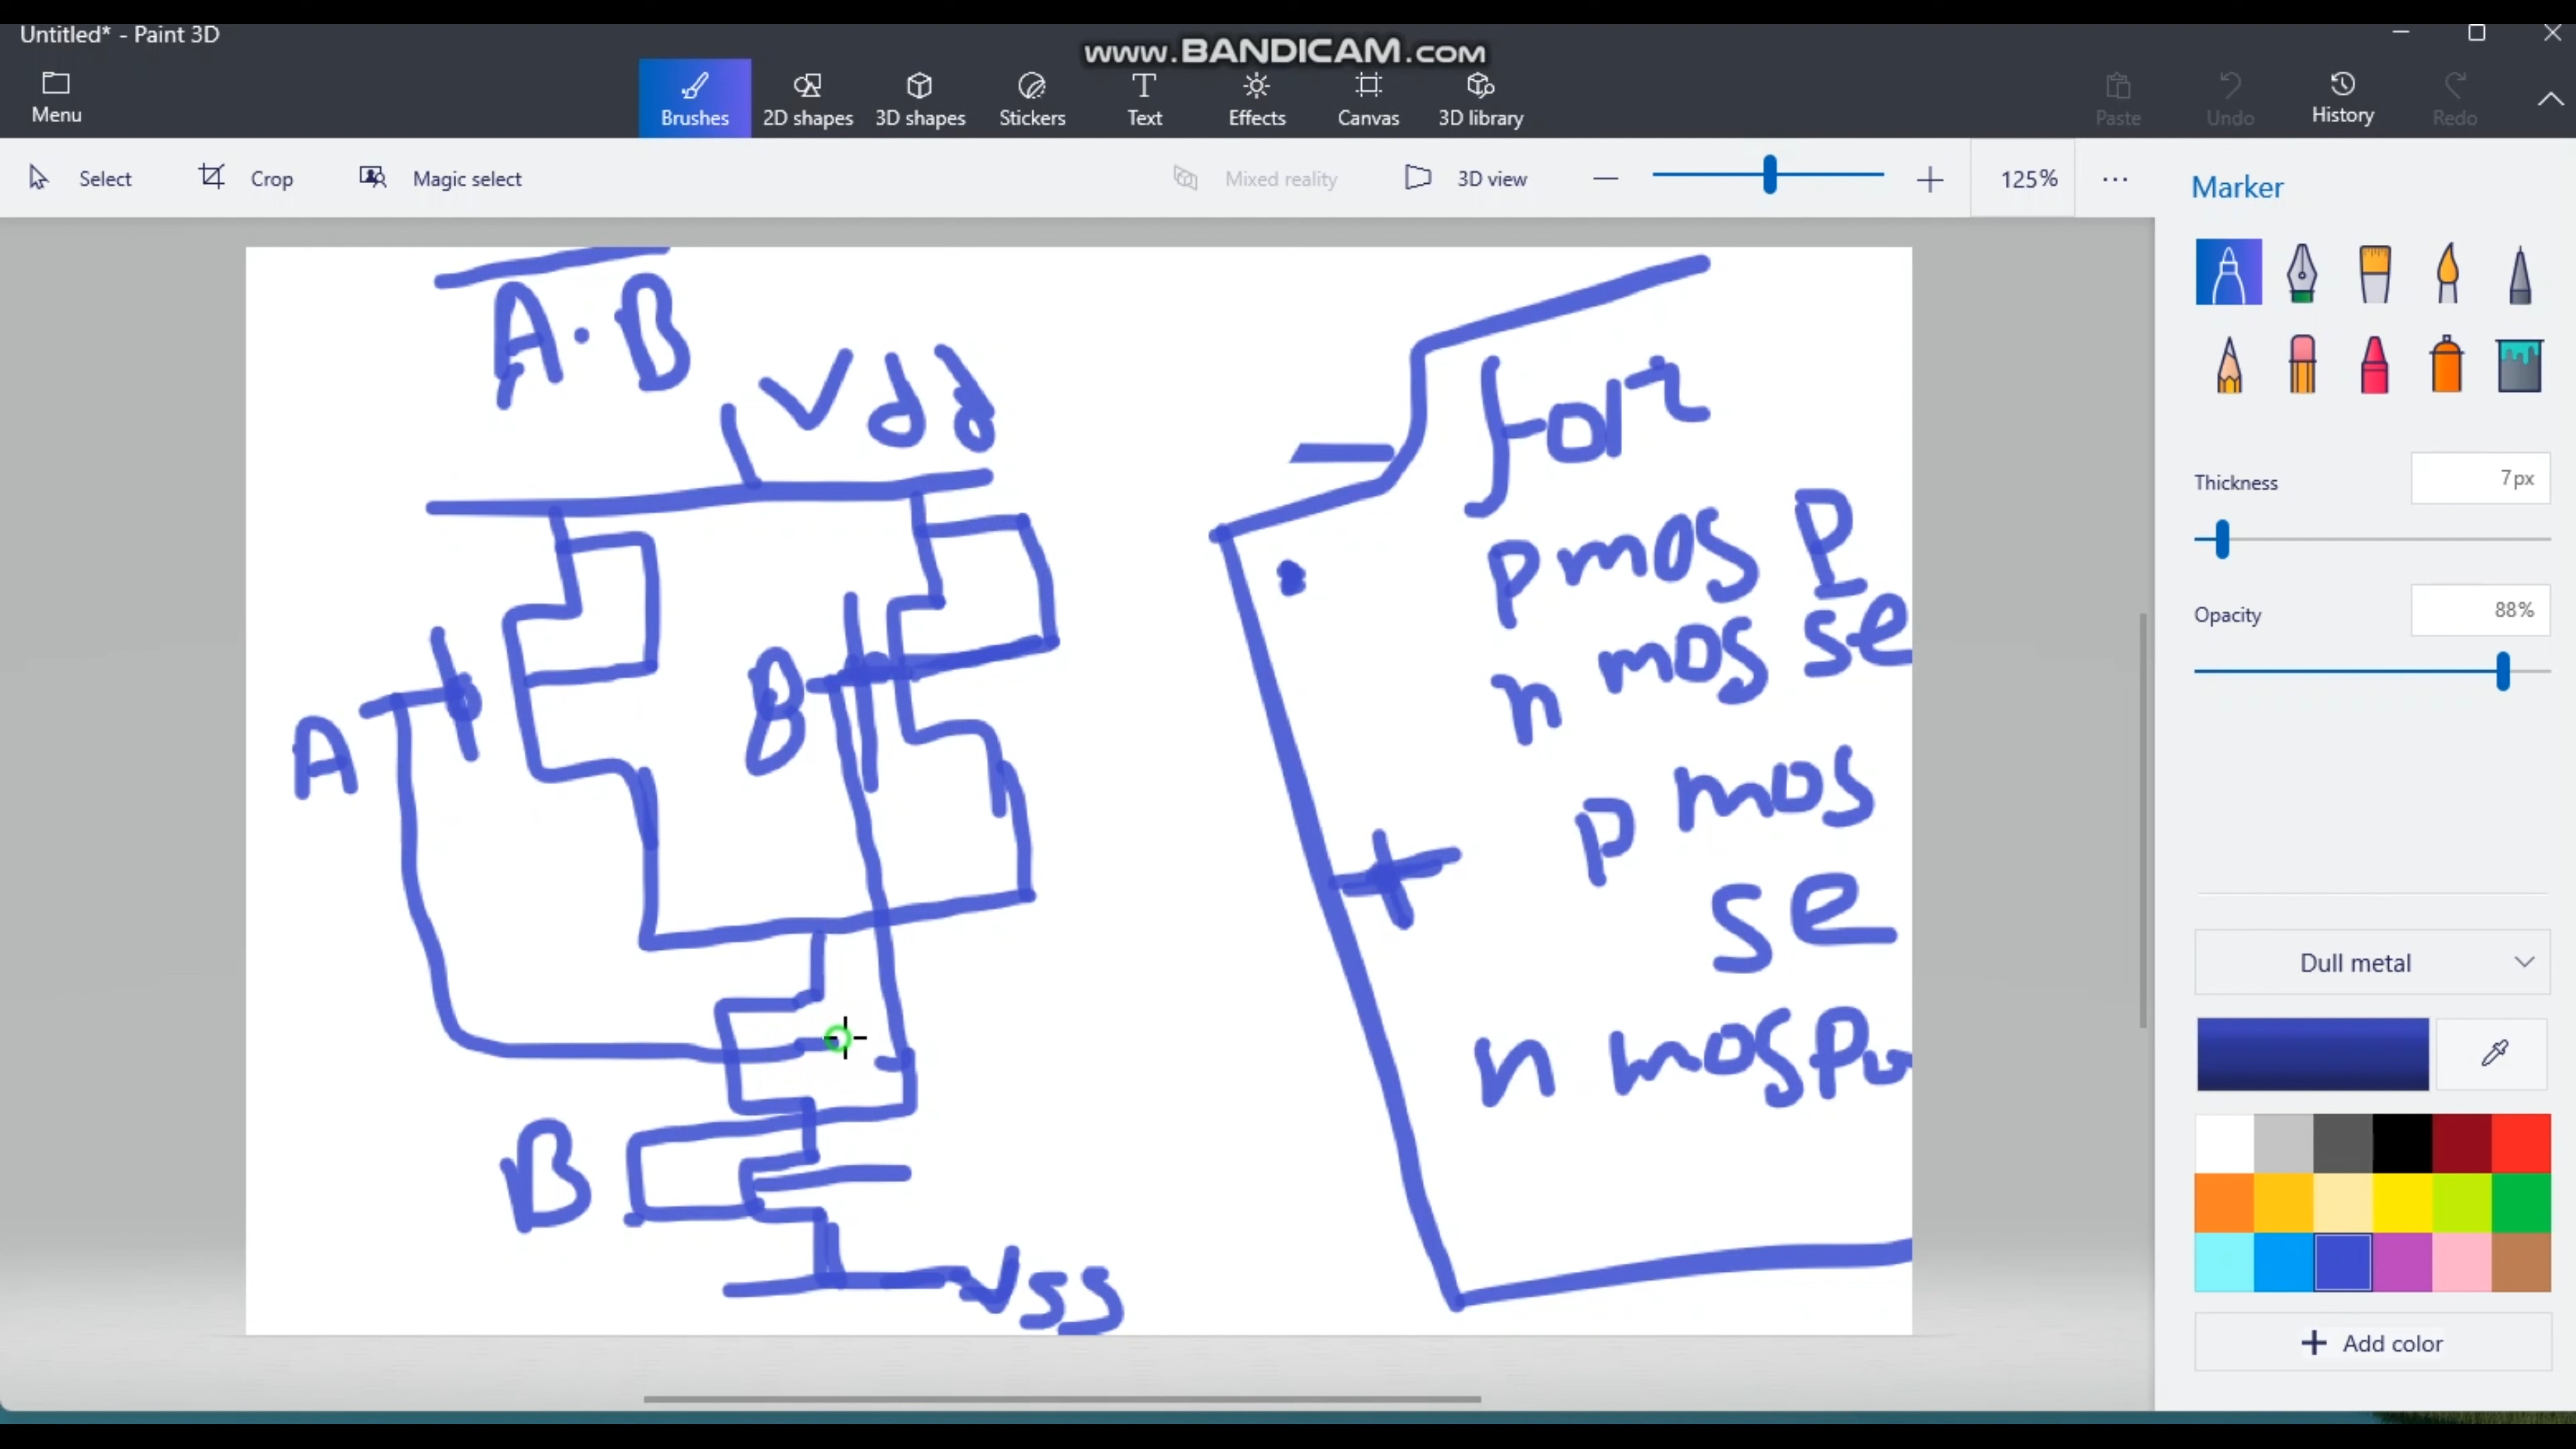 Untitled* - Paint 3D
www.BANDICAM.com
Menu
Brushes
2D shapes
3D shapes
Stickers
Text
Effects
Canvas
3D library
Paste
Undo
History
Redo
Select
Crop
Magic select
Mixed reality
3D view
125%
Marker
Thickness
7px
Opacity
88%
Dull metal
Add color
A·B
Vdd
A
B
B
Vss
for
pmos P
n mos se
p mos
se
n mos